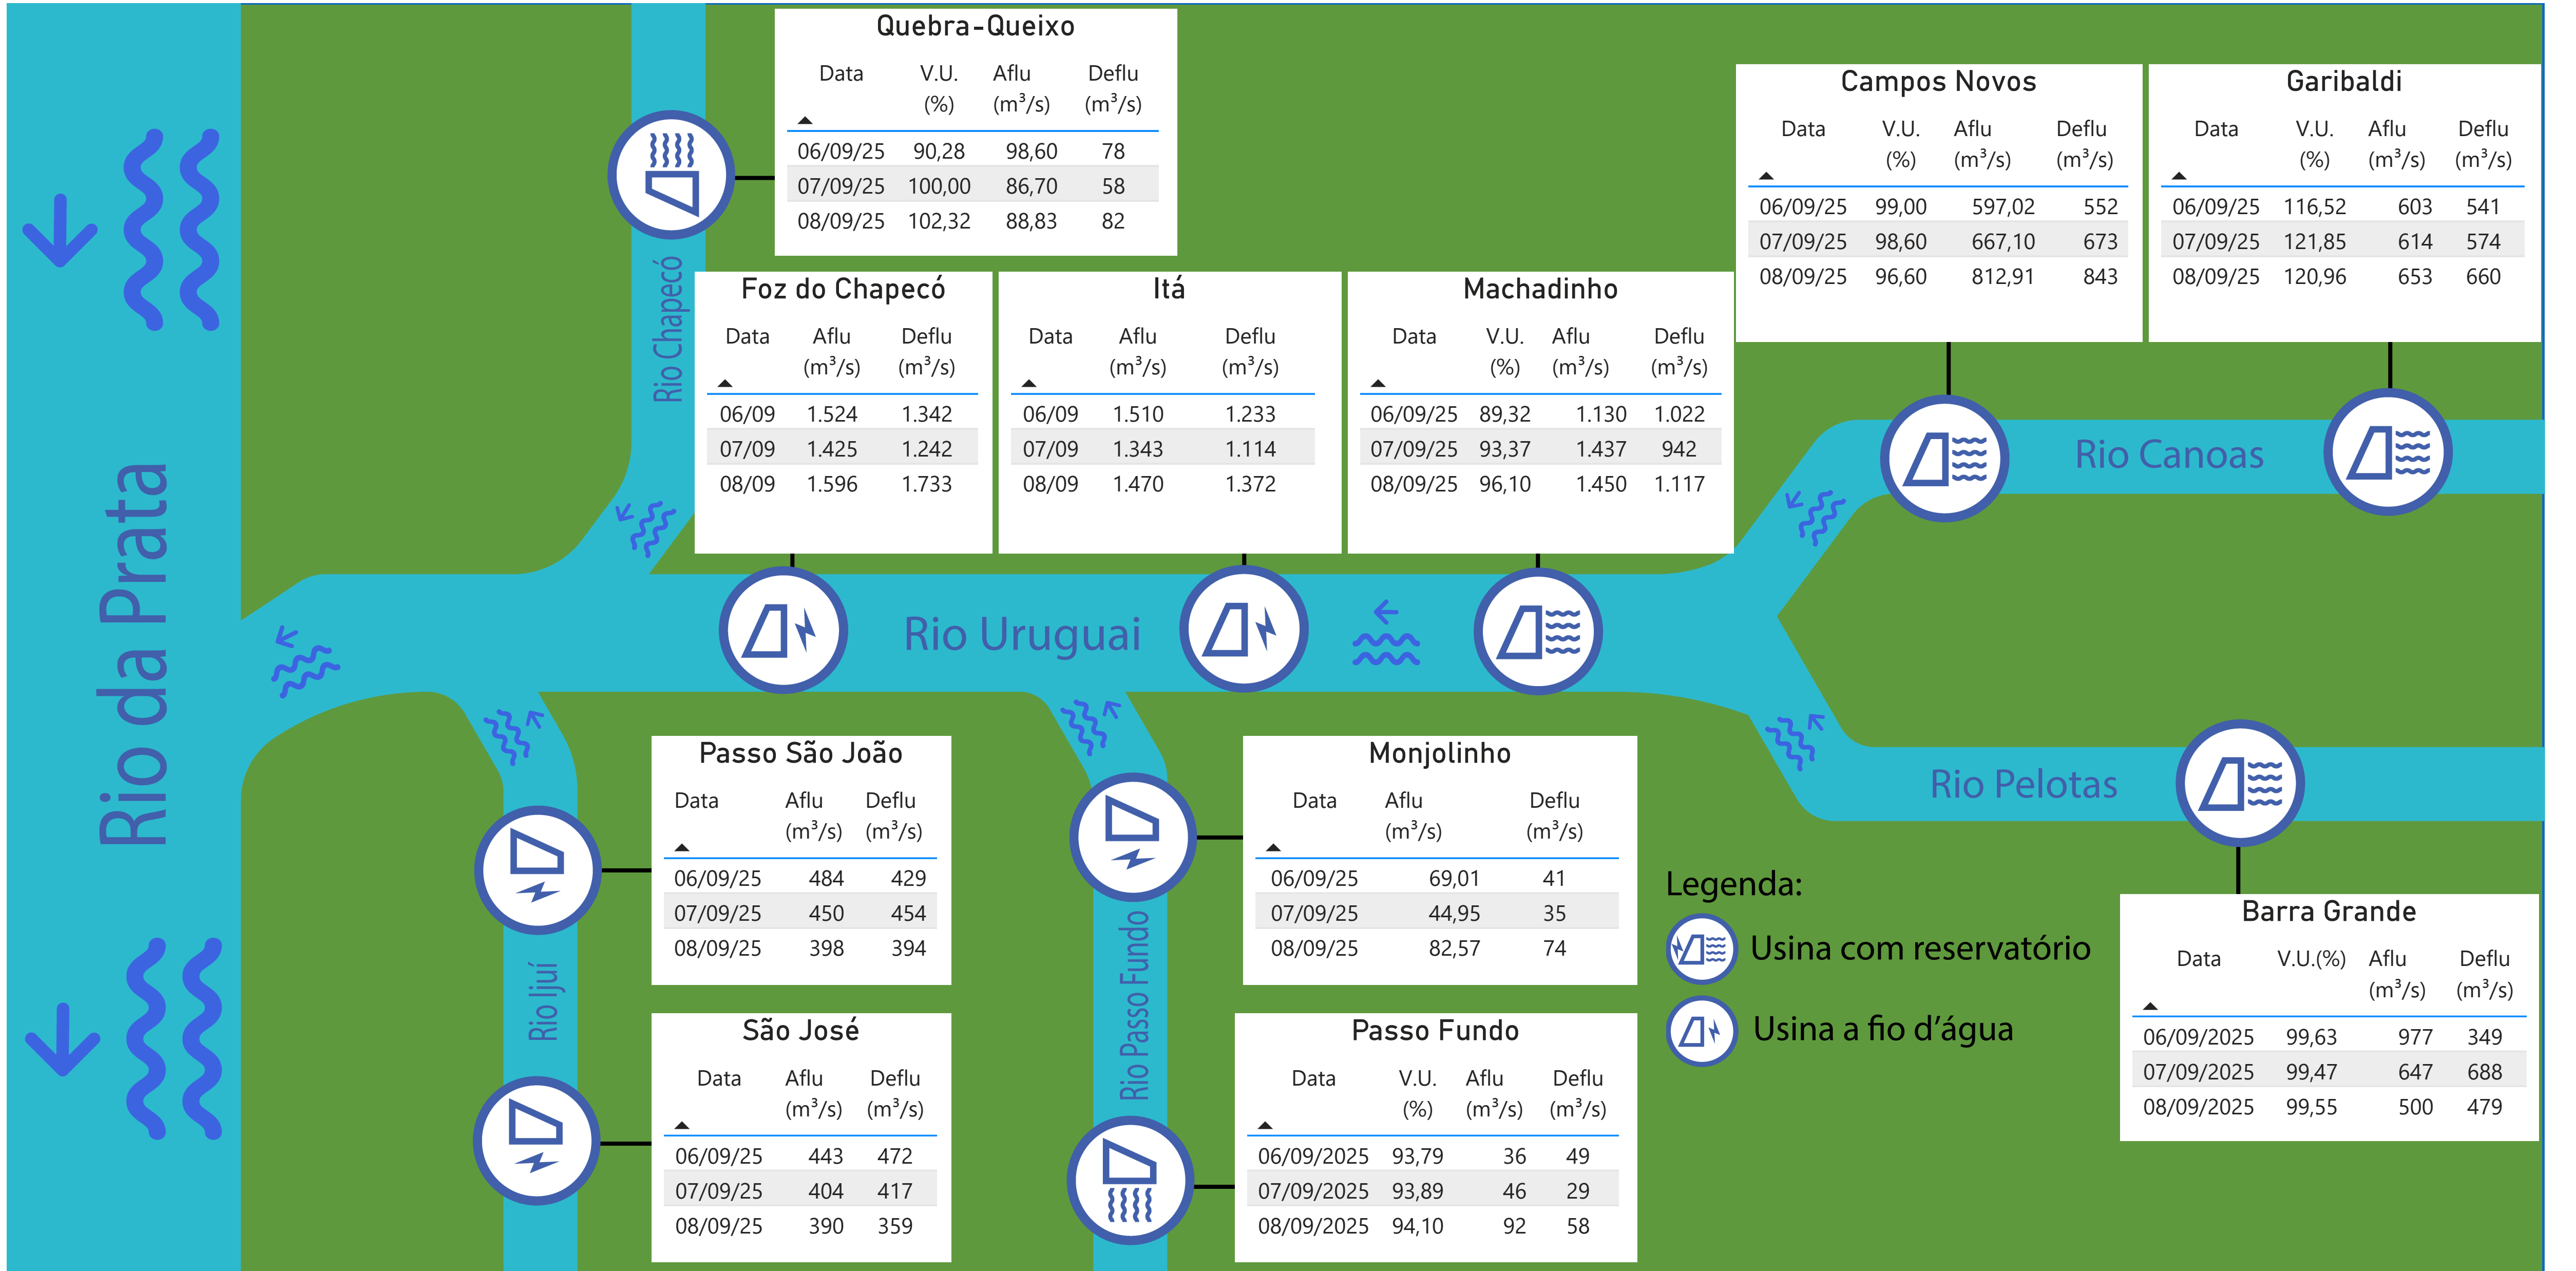 Quebra-Queixo
Data V.U. (%) Aflu (m³/s) Deflu (m³/s)
06/09/25 90,28 98,60 78
07/09/25 100,00 86,70 58
08/09/25 102,32 88,83 82
Campos Novos
Data V.U. (%) Aflu (m³/s) Deflu (m³/s)
06/09/25 99,00 597,02 552
07/09/25 98,60 667,10 673
08/09/25 96,60 812,91 843
Garibaldi
Data V.U. (%) Aflu (m³/s) Deflu (m³/s)
06/09/25 116,52 603 541
07/09/25 121,85 614 574
08/09/25 120,96 653 660
Foz do Chapecó
Data Aflu (m³/s) Deflu (m³/s)
06/09 1.524 1.342
07/09 1.425 1.242
08/09 1.596 1.733
Itá
Data Aflu (m³/s) Deflu (m³/s)
06/09 1.510 1.233
07/09 1.343 1.114
08/09 1.470 1.372
Machadinho
Data V.U. (%) Aflu (m³/s) Deflu (m³/s)
06/09/25 89,32 1.130 1.022
07/09/25 93,37 1.437 942
08/09/25 96,10 1.450 1.117
Rio Chapecó
Rio Canoas
Rio da Prata
Rio Uruguai
Rio Pelotas
Passo São João
Data Aflu (m³/s) Deflu (m³/s)
06/09/25 484 429
07/09/25 450 454
08/09/25 398 394
Monjolinho
Data Aflu (m³/s) Deflu (m³/s)
06/09/25 69,01 41
07/09/25 44,95 35
08/09/25 82,57 74
Legenda:
Usina com reservatório
Usina a fio d’água
Barra Grande
Data V.U.(%) Aflu (m³/s) Deflu (m³/s)
06/09/2025 99,63 977 349
07/09/2025 99,47 647 688
08/09/2025 99,55 500 479
Rio Ijuí
Rio Passo Fundo
São José
Data Aflu (m³/s) Deflu (m³/s)
06/09/25 443 472
07/09/25 404 417
08/09/25 390 359
Passo Fundo
Data V.U. (%) Aflu (m³/s) Deflu (m³/s)
06/09/2025 93,79 36 49
07/09/2025 93,89 46 29
08/09/2025 94,10 92 58